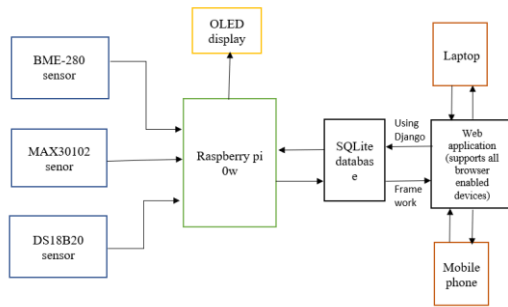 OLED
display
BME-280
sensor
Laptop
MAX30102
senor
Raspberry pi
0w
SQLite
databas
e
Using
Django
Frame
work
Web
application
(supports all
browser
enabled
devices)
DS18B20
sensor
Mobile
phone